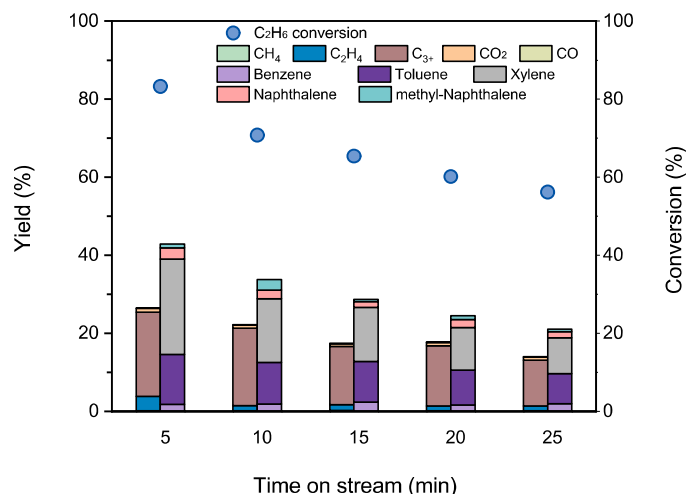 C₂H₆ conversion
CH₄ C₂H₄ C₃₊ CO₂ CO
Benzene Toluene Xylene
Naphthalene methyl-Naphthalene
Yield (%)
100
80
60
40
20
0
Conversion (%)
100
80
60
40
20
0
5 10 15 20 25
Time on stream (min)